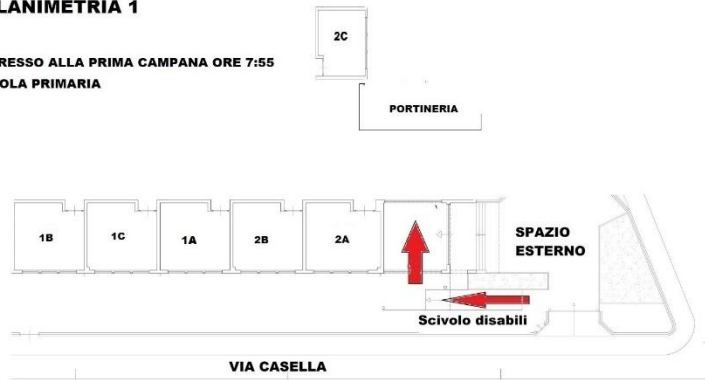 LANIMETRIA 1
2C
RESSO ALLA PRIMA CAMPANA ORE 7:55
OLA PRIMARIA
PORTINERIA
1B
1C
1A
2B
2A
SPAZIO
ESTERNO
Scivolo disabili
VIA CASELLA